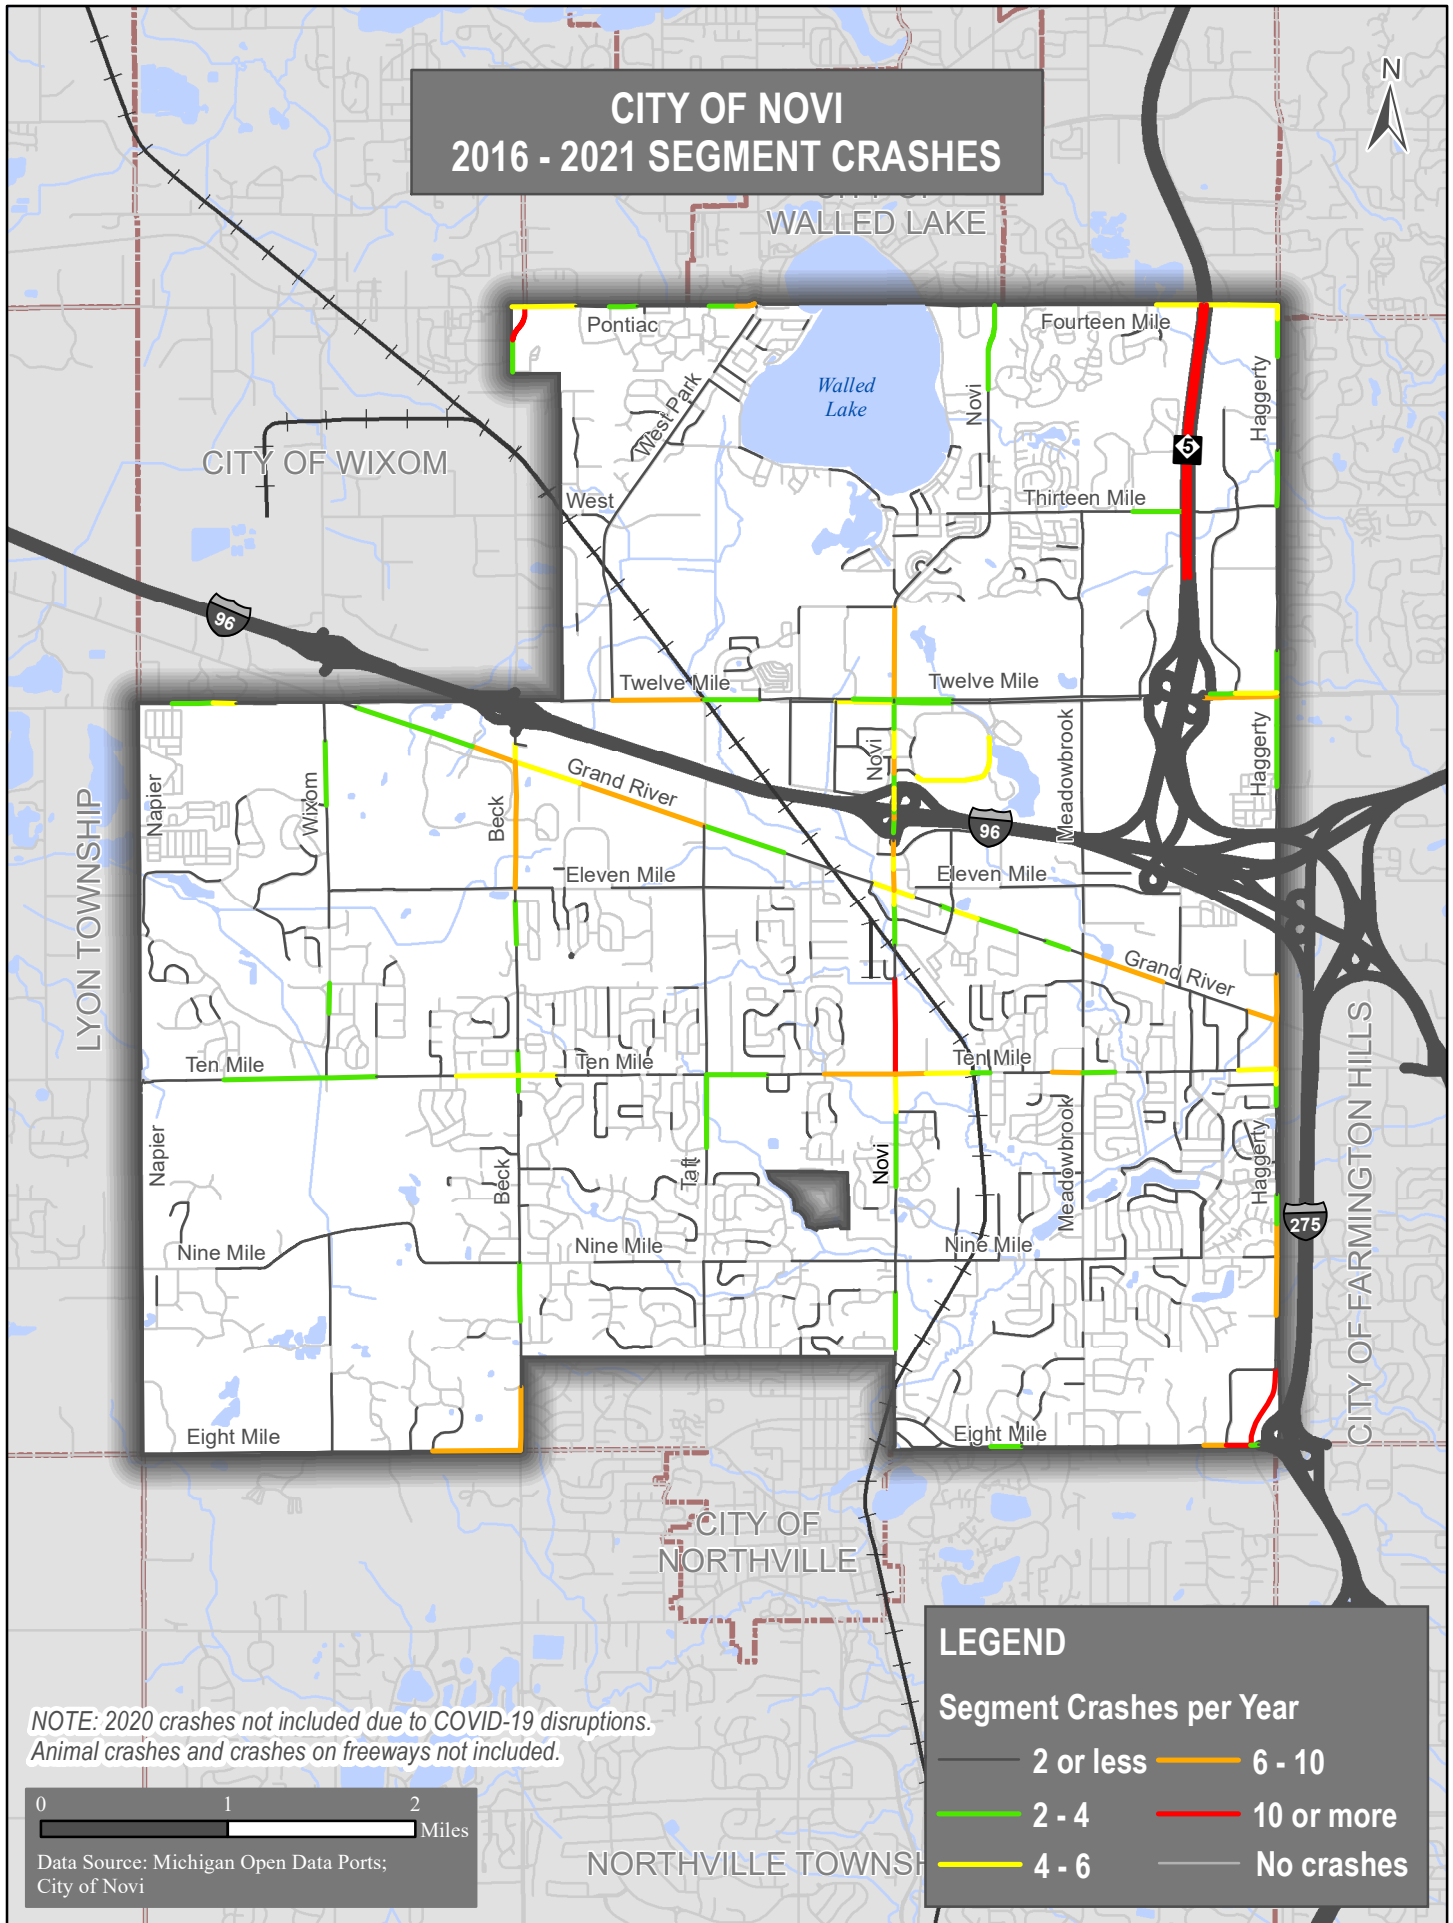 CITY OF NOVI
2016 - 2021 SEGMENT CRASHES
N
WALLED LAKE
Pontiac
Fourteen Mile
Walled
Lake
West Park
Novi
Haggerty
5
CITY OF WIXOM
West
Thirteen Mile
96
Twelve Mile
Twelve Mile
Napier
Wixom
Beck
Grand River
Novi
Meadowbrook
Haggerty
LYON TOWNSHIP
96
Eleven Mile
Eleven Mile
Grand River
Ten Mile
Ten Mile
Ten Mile
CITY OF FARMINGTON HILLS
Napier
Beck
Taft
Novi
Meadowbrook
Haggerty
275
Nine Mile
Nine Mile
Nine Mile
Eight Mile
Eight Mile
CITY OF
NORTHVILLE
NOTE: 2020 crashes not included due to COVID-19 disruptions.
Animal crashes and crashes on freeways not included.
0 1 2
Miles
Data Source: Michigan Open Data Ports;
City of Novi
NORTHVILLE TOWNSH
LEGEND
Segment Crashes per Year
2 or less 6 - 10
2 - 4 10 or more
4 - 6 No crashes